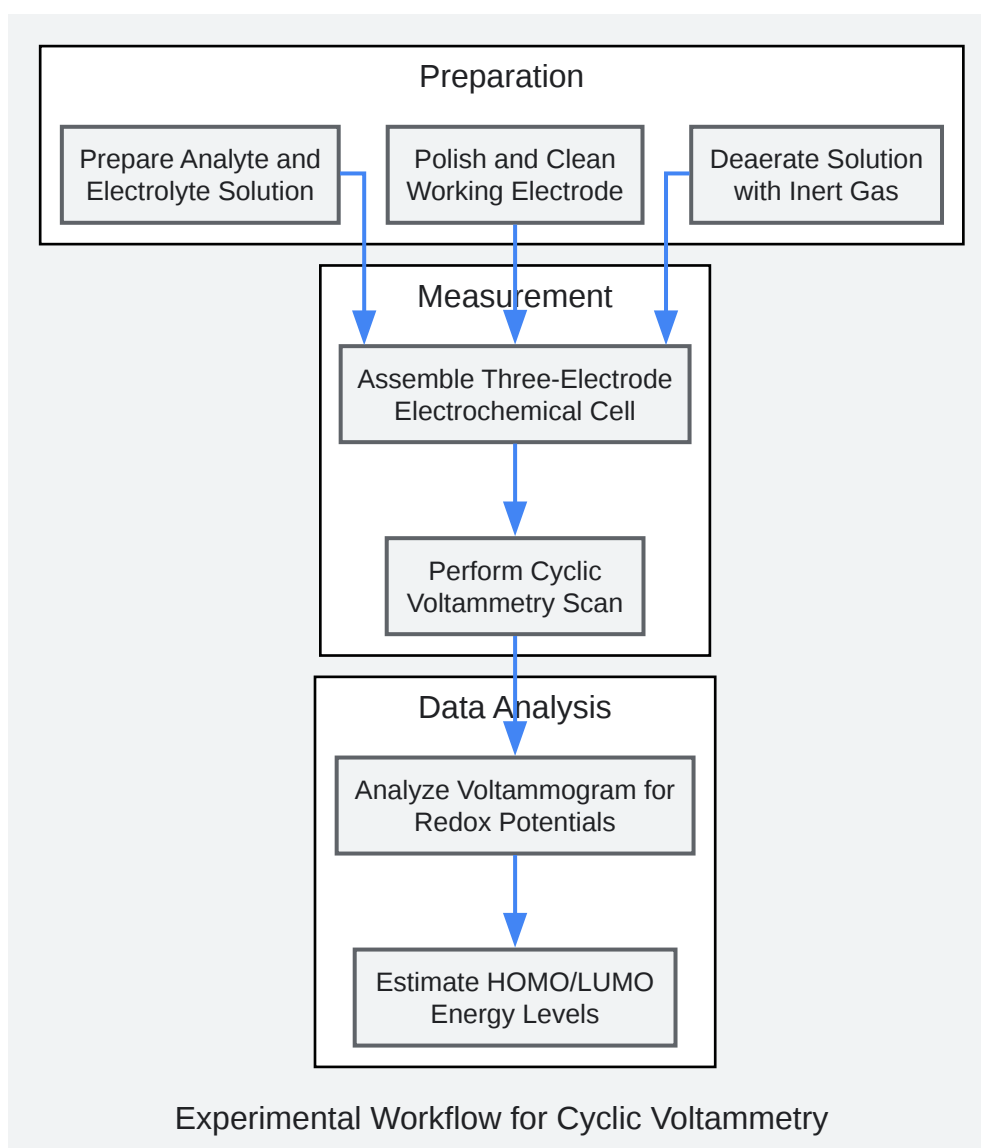 Preparation
Prepare Analyte and
Electrolyte Solution
Polish and Clean
Working Electrode
Deaerate Solution
with Inert Gas
Measurement
Assemble Three-Electrode
Electrochemical Cell
Perform Cyclic
Voltammetry Scan
Data Analysis
Analyze Voltammogram for
Redox Potentials
Estimate HOMO/LUMO
Energy Levels
Experimental Workflow for Cyclic Voltammetry